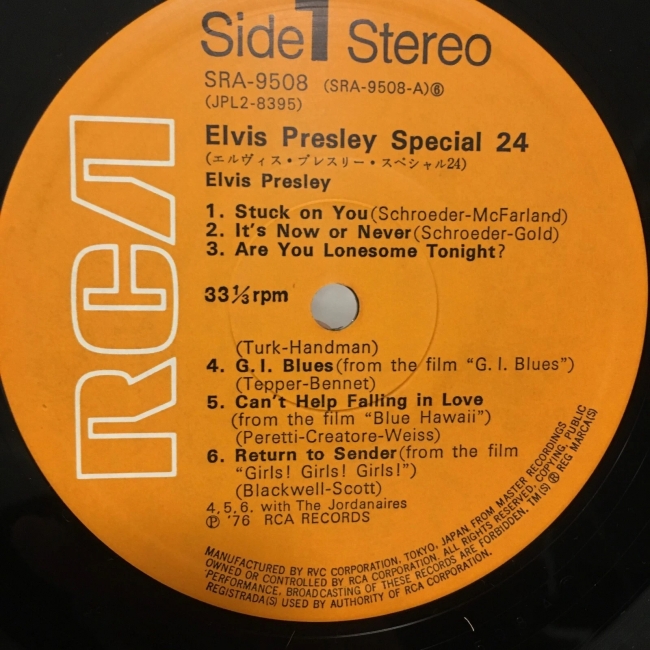 Side 1 Stereo
SRA-9508 (SRA-9508-A)⑥
(JPL2-8395)
Elvis Presley Special 24
(エルヴィス・プレスリー・スペシャル24)
Elvis Presley
1. Stuck on You(Schroeder-McFarland)
2. It's Now or Never(Schroeder-Gold)
3. Are You Lonesome Tonight?
33⅓rpm
(Turk-Handman)
4. G. I. Blues(from the film “G. I. Blues”)
(Tepper-Bennet)
5. Can't Help Falling in Love
(from the film “Blue Hawaii”)
(Peretti-Creatore-Weiss)
6. Return to Sender(from the film
“Girls! Girls! Girls!”)
(Blackwell-Scott)
4, 5, 6. with The Jordanaires
Ⓟ '76 RCA RECORDS
RCA
MANUFACTURED BY RVC CORPORATION, TOKYO, JAPAN. FROM MASTER RECORDINGS
OWNED OR CONTROLLED BY RCA CORPORATION. ALL RIGHTS RESERVED, COPYING, PUBLIC
PERFORMANCE, BROADCASTING OF THESE RECORDS ARE FORBIDDEN. TM(S) ® REG MARCA(S)
REGISTRADA(S) USED BY AUTHORITY OF RCA CORPORATION.